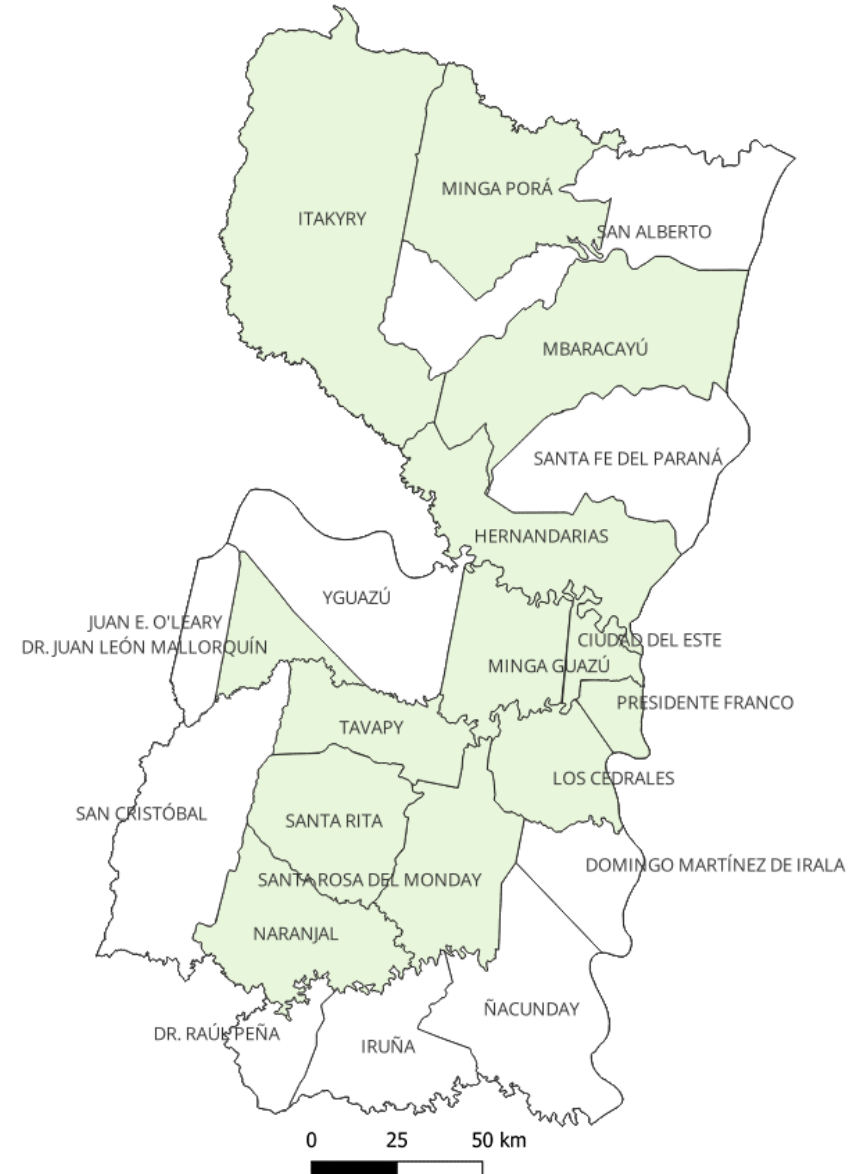 MINGA PORÁ
ITAKYRY
SAN ALBERTO
MBARACAYÚ
SANTA FE DEL PARANÁ
HERNANDARIAS
YGUAZÚ
JUAN E. O'LEARY
CIUDAD DEL ESTE
DR. JUAN LEÓN MALLORQUÍN
MINGA GUAZÚ
PRESIDENTE FRANCO
TAVAPY
LOS CEDRALES
SAN CRISTÓBAL
SANTA RITA
DOMINGO MARTÍNEZ DE IRALA
SANTA ROSA DEL MONDAY
NARANJAL
ÑACUNDAY
DR. RAÚL PEÑA
IRUÑA
0 25 50 km